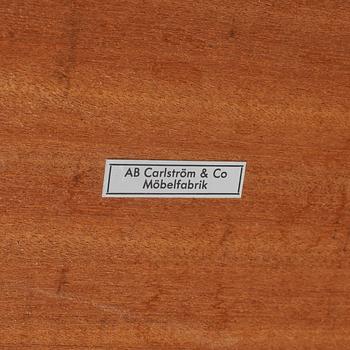 AB Carlström & Co
Möbelfabrik